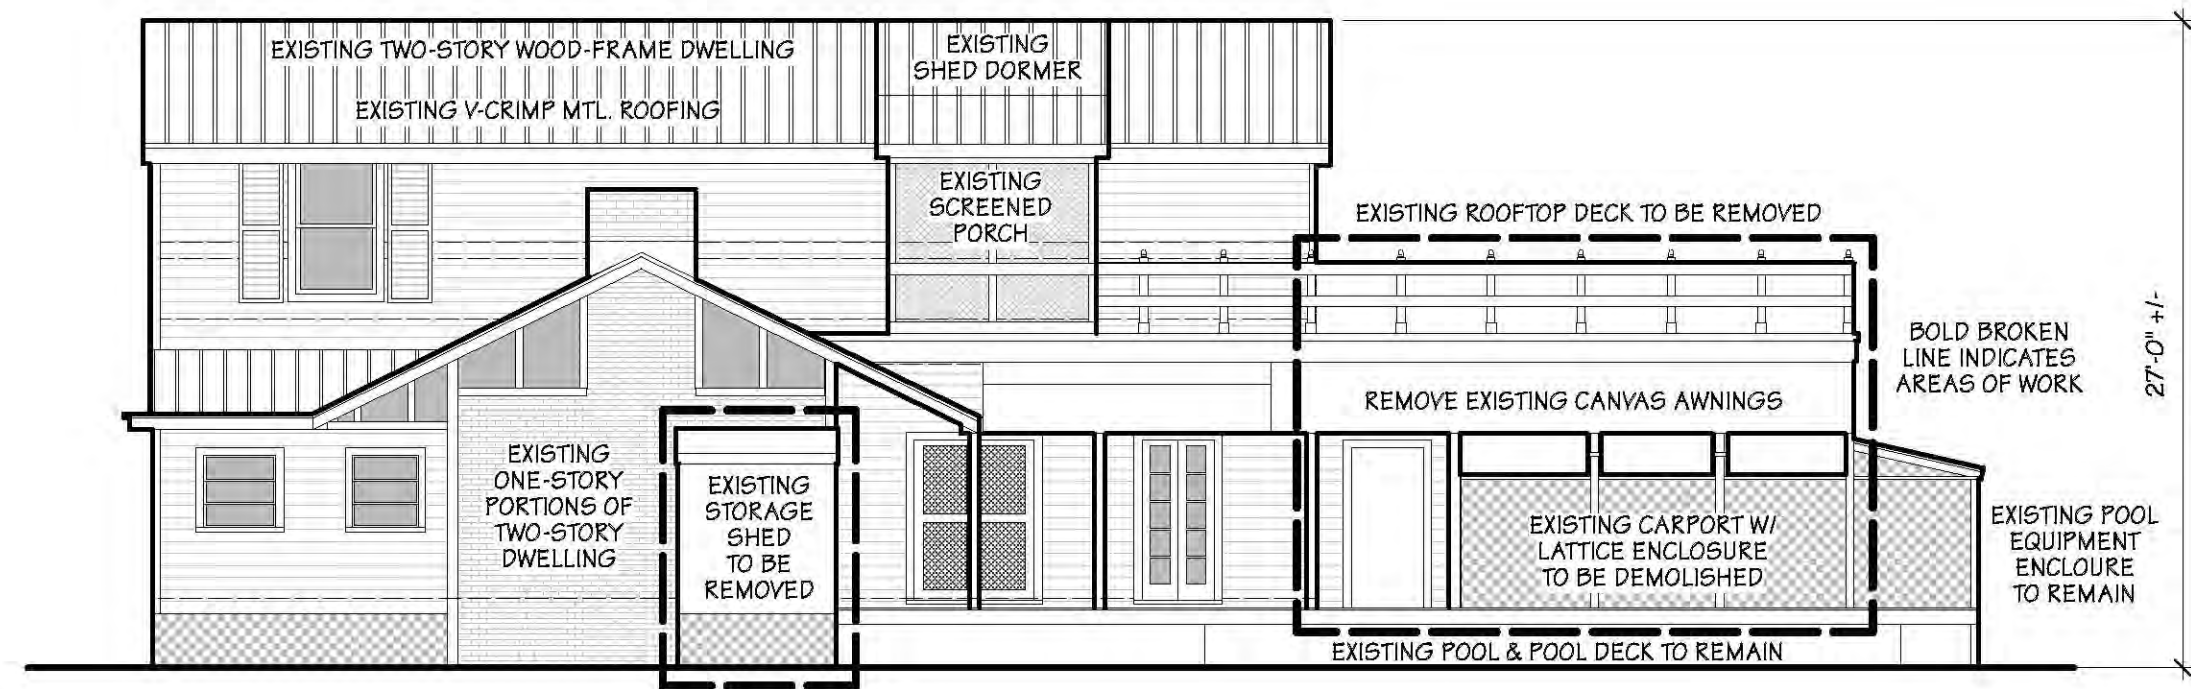 EXISTING TWO-STORY WOOD-FRAME DWELLING
EXISTING V-CRIMP MTL. ROOFING
EXISTING
SHED DORMER
EXISTING
SCREENED
PORCH
EXISTING ROOFTOP DECK TO BE REMOVED
BOLD BROKEN
LINE INDICATES
AREAS OF WORK
27'-0" +/-
REMOVE EXISTING CANVAS AWNINGS
EXISTING
ONE-STORY
PORTIONS OF
TWO-STORY
DWELLING
EXISTING
STORAGE
SHED
TO BE
REMOVED
EXISTING CARPORT W/
LATTICE ENCLOSURE
TO BE DEMOLISHED
EXISTING POOL
EQUIPMENT
ENCLOURE
TO REMAIN
EXISTING POOL & POOL DECK TO REMAIN